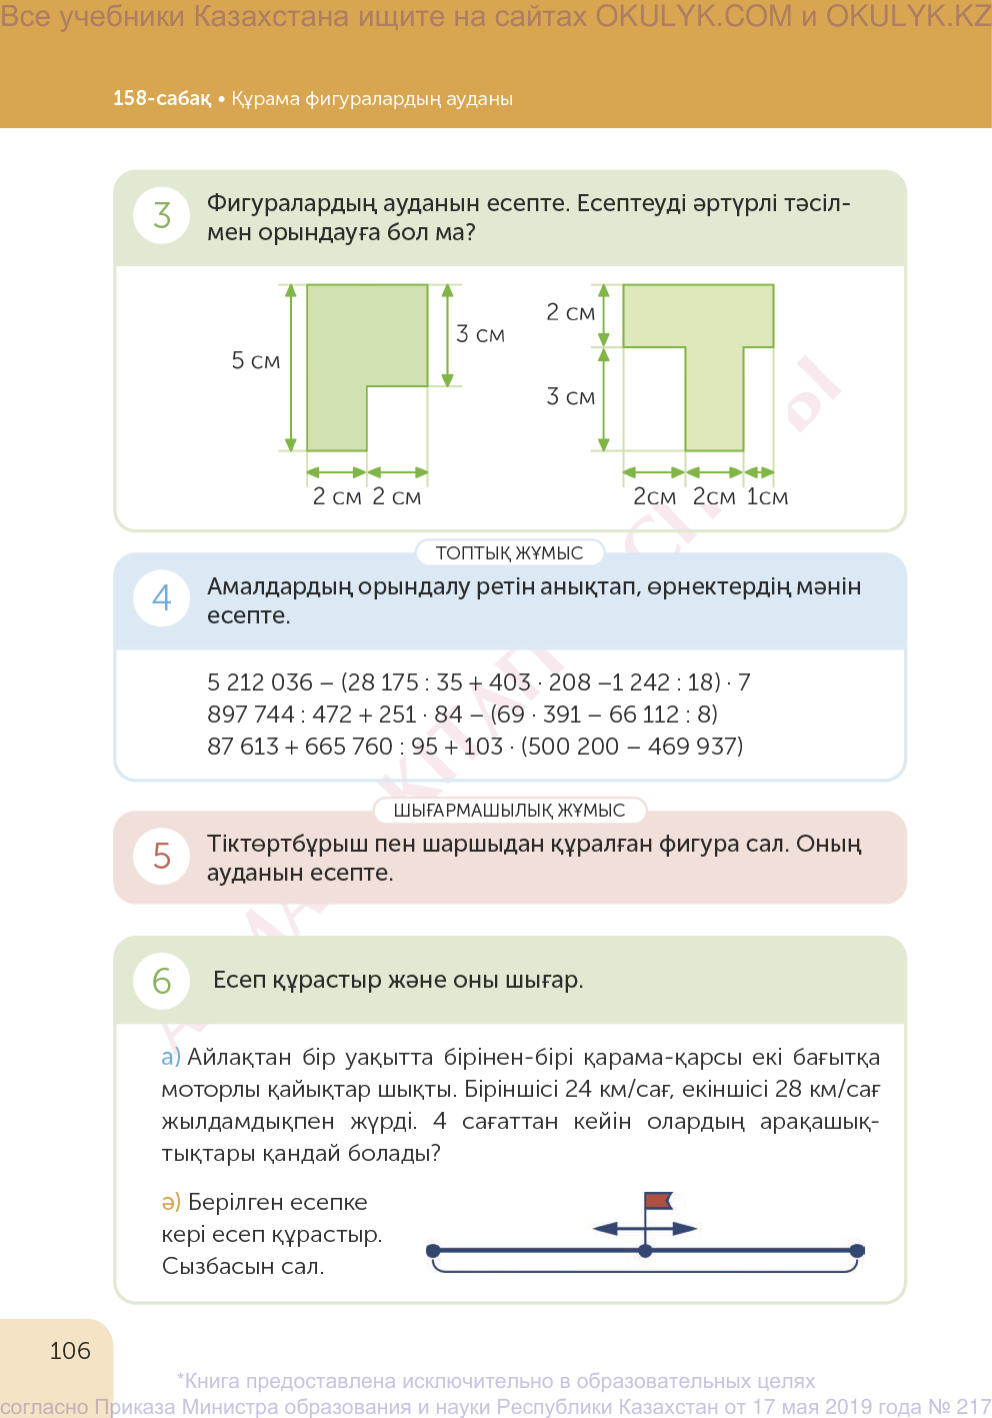 Все учебники Казахстана ищите на сайтах OKULYK.COM и OKULYK.KZ
158-сабақ • Құрама фигуралардың ауданы
3
Фигуралардың ауданын есепте. Есептеуді әртүрлі тәсіл-
мен орындауға бол ма?
5 см
3 см
2 см 2 см
2 см
3 см
2см 2см 1см
ТОПТЫҚ ЖҰМЫС
4
Амалдардың орындалу ретін анықтап, өрнектердің мәнін
есепте.
5 212 036 – (28 175 : 35 + 403 · 208 –1 242 : 18) · 7
897 744 : 472 + 251 · 84 – (69 · 391 – 66 112 : 8)
87 613 + 665 760 : 95 + 103 · (500 200 – 469 937)
ШЫҒАРМАШЫЛЫҚ ЖҰМЫС
5
Тіктөртбұрыш пен шаршыдан құралған фигура сал. Оның
ауданын есепте.
6
Есеп құрастыр және оны шығар.
а) Айлақтан бір уақытта бірінен-бірі қарама-қарсы екі бағытқа
моторлы қайықтар шықты. Біріншісі 24 км/сағ, екіншісі 28 км/сағ
жылдамдықпен жүрді. 4 сағаттан кейін олардың арақашық-
тықтары қандай болады?
ә) Берілген есепке
кері есеп құрастыр.
Сызбасын сал.
106
*Книга предоставлена исключительно в образовательных целях
согласно Приказа Министра образования и науки Республики Казахстан от 17 мая 2019 года № 217